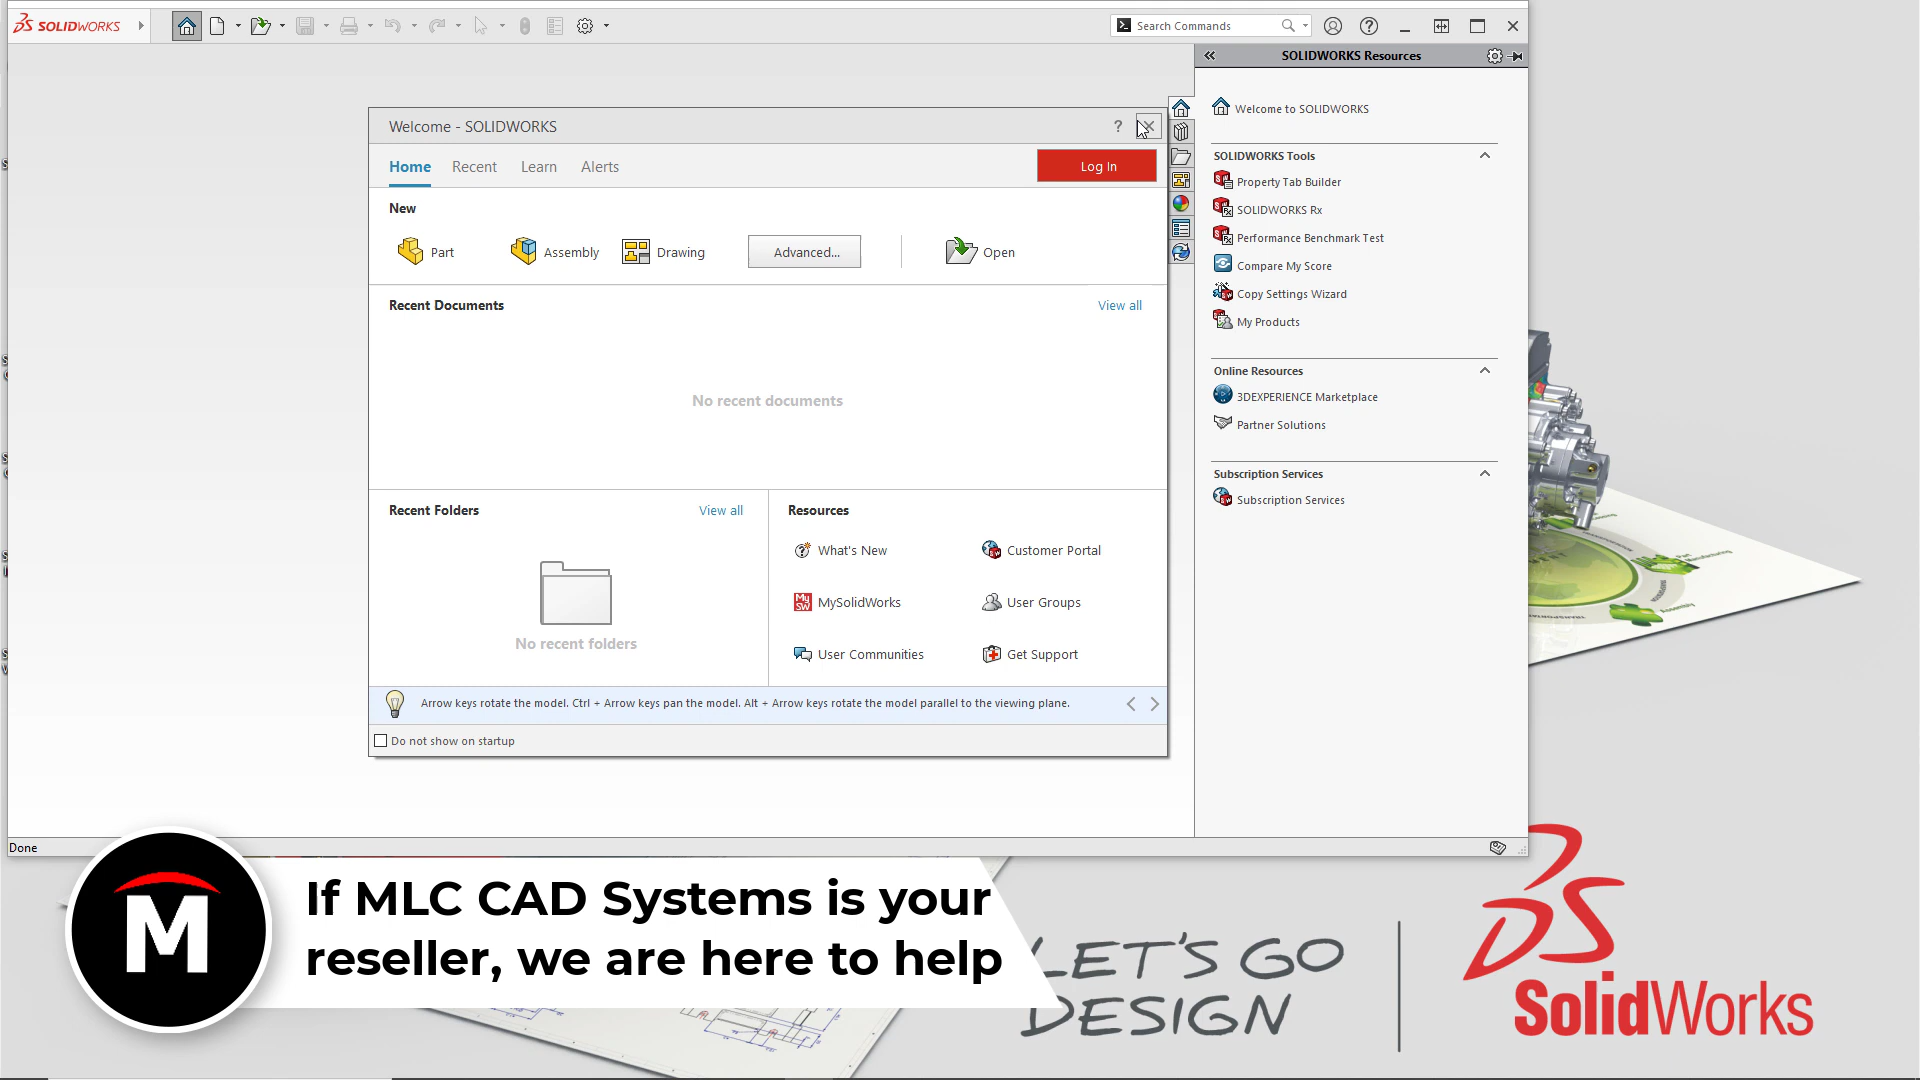 SOLIDWORKS
Search Commands
SOLIDWORKS Resources
Welcome to SOLIDWORKS
SOLIDWORKS Tools
Property Tab Builder
SOLIDWORKS Rx
Performance Benchmark Test
Compare My Score
Copy Settings Wizard
My Products
Online Resources
3DEXPERIENCE Marketplace
Partner Solutions
Subscription Services
Subscription Services
Welcome - SOLIDWORKS
?
Home Recent Learn Alerts
Log In
New
Part Assembly Drawing Advanced... Open
Recent Documents View all
No recent documents
Recent Folders View all
No recent folders
Resources
What's New Customer Portal
MySolidWorks User Groups
User Communities Get Support
Arrow keys rotate the model. Ctrl + Arrow keys pan the model. Alt + Arrow keys rotate the model parallel to the viewing plane.
Do not show on startup
Done
M
If MLC CAD Systems is your
reseller, we are here to help
LET'S GO
DESIGN
SolidWorks
Part
Manufacturing
Assembly